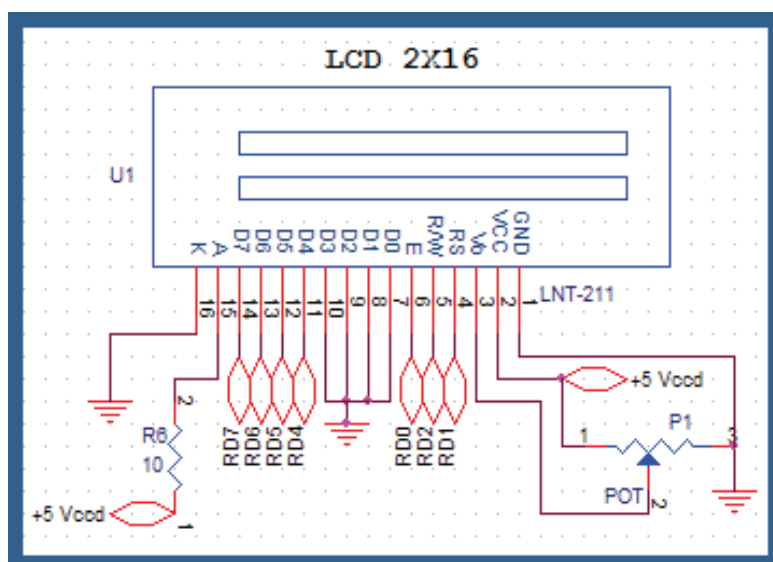 LCD 2X16
U1
K A D7 D6 D5 D4 D3 D2 D1 D0 E R/W RS Vo VCC GND
16 15 14 13 12 11 10 9 8 7 6 5 4 3 2 1
LNT-211
+5 Vccd
2
R6
10
1
+5 Vccd
RD7 RD6 RD5 RD4
RD0 RD2 RD1
1
P1
3
POT
2